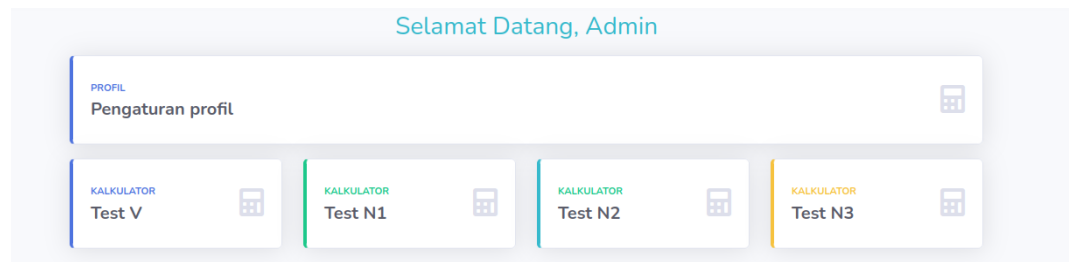 Selamat Datang, Admin
PROFIL
Pengaturan profil
KALKULATOR
Test V
KALKULATOR
Test N1
KALKULATOR
Test N2
KALKULATOR
Test N3